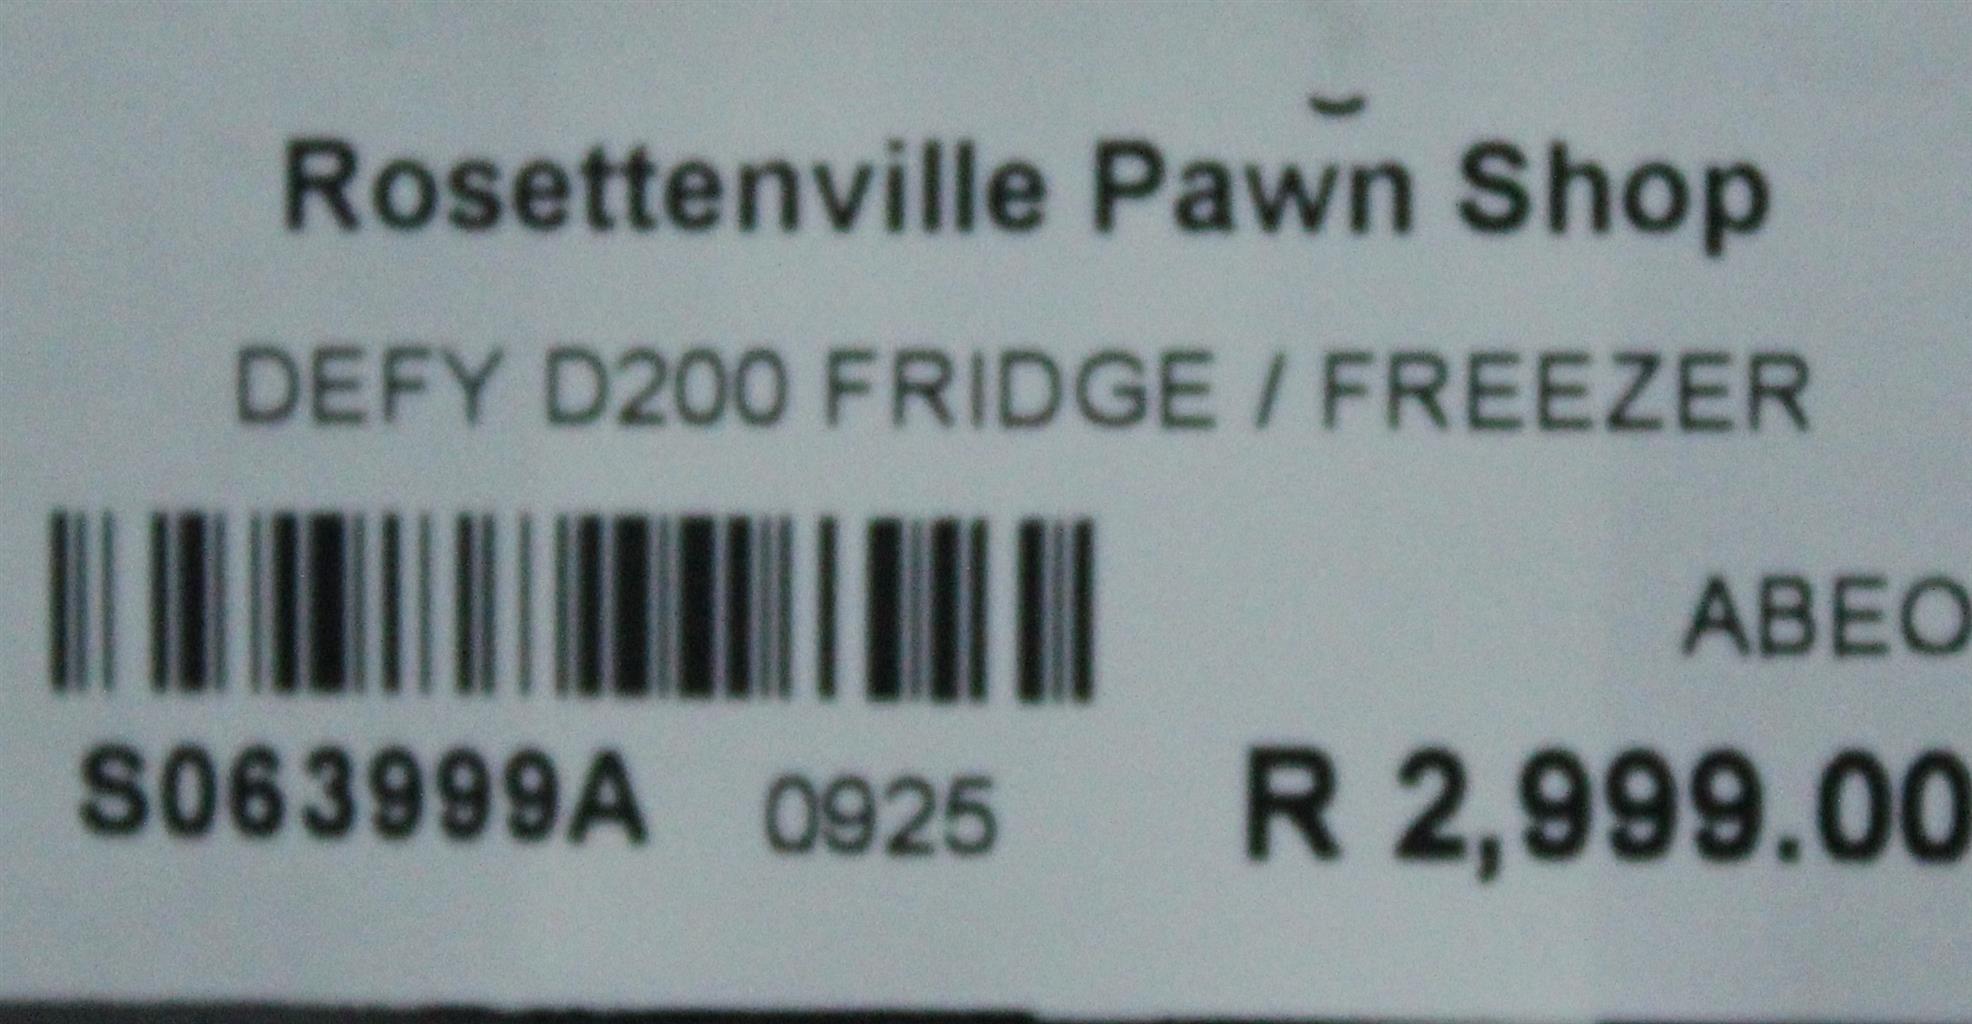 Rosettenville Pawn Shop
DEFY D200 FRIDGE / FREEZER
ABEO
S063999A 0925 R 2,999.00